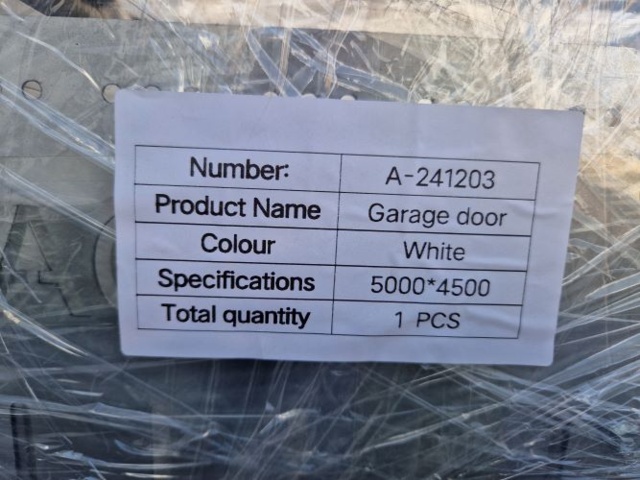 Number: A-241203
Product Name Garage door
Colour White
Specifications 5000*4500
Total quantity 1 PCS